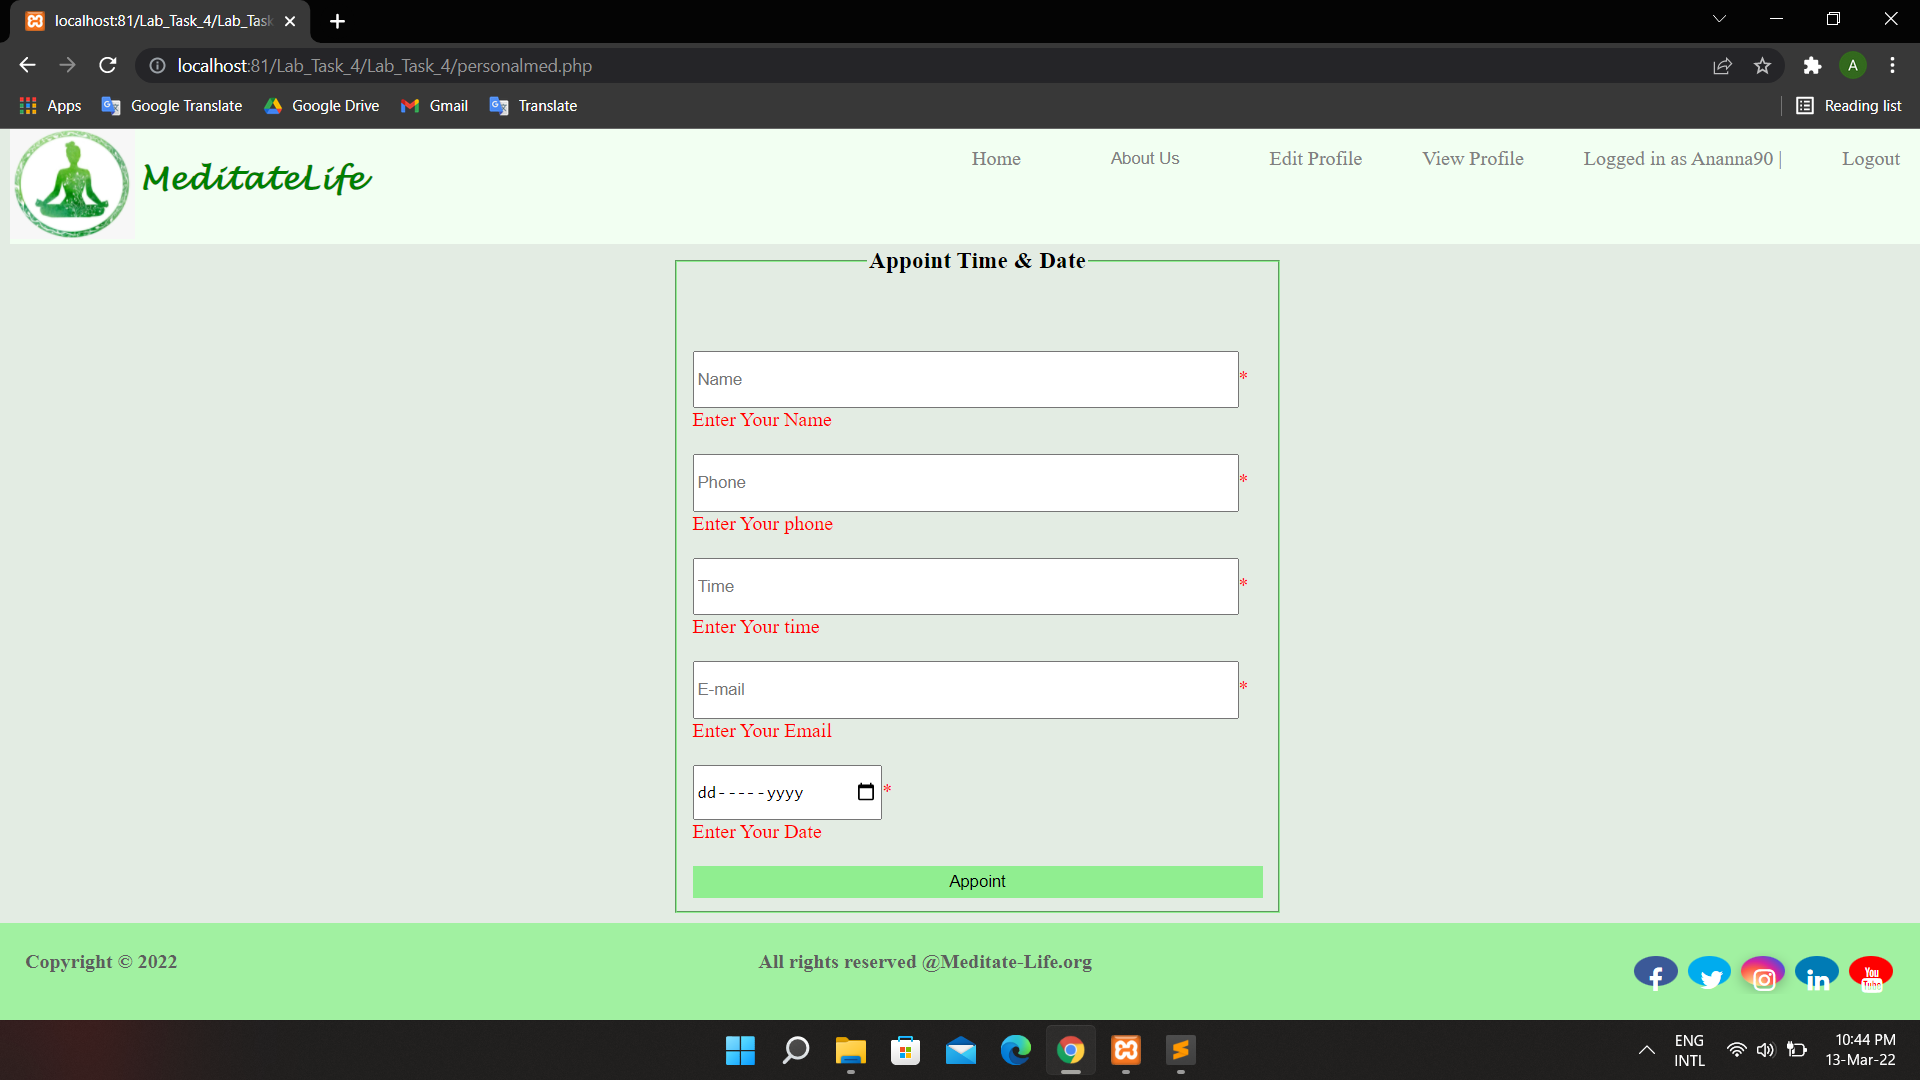 localhost:81/Lab_Task_4/Lab_Task
localhost:81/Lab_Task_4/Lab_Task_4/personalmed.php
A
Apps Google Translate Google Drive Gmail Translate Reading list
MeditateLife
Home About Us Edit Profile View Profile Logged in as Ananna90 | Logout
Appoint Time & Date
Name *
Enter Your Name
Phone *
Enter Your phone
Time *
Enter Your time
E-mail *
Enter Your Email
dd-----yyyy *
Enter Your Date
Appoint
Copyright © 2022 All rights reserved @Meditate-Life.org
You
Tube
ENG
INTL
10:44 PM
13-Mar-22